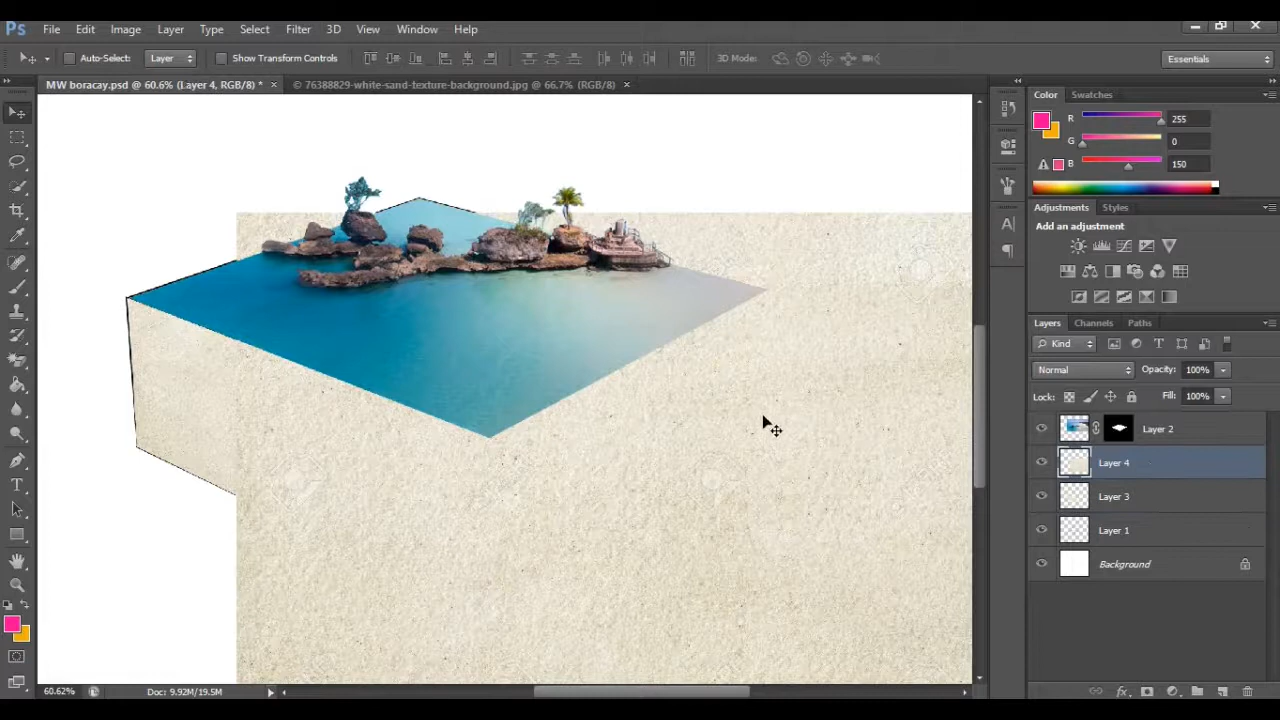 Ps File Edit Image Layer Type Select Filter 3D View Window Help
Auto-Select: Layer Show Transform Controls 3D Mode: Essentials
MW boracay.psd @ 60.6% (Layer 4, RGB/8) * × © 76388829-white-sand-texture-background.jpg @ 66.7% (RGB/8) ×
Color Swatches
R 255
G 0
B 150
Adjustments Styles
Add an adjustment
Layers Channels Paths
Kind
Normal Opacity: 100%
Lock: Fill: 100%
Layer 2
Layer 4
Layer 3
Layer 1
Background
60.62% Doc: 9.92M/19.5M